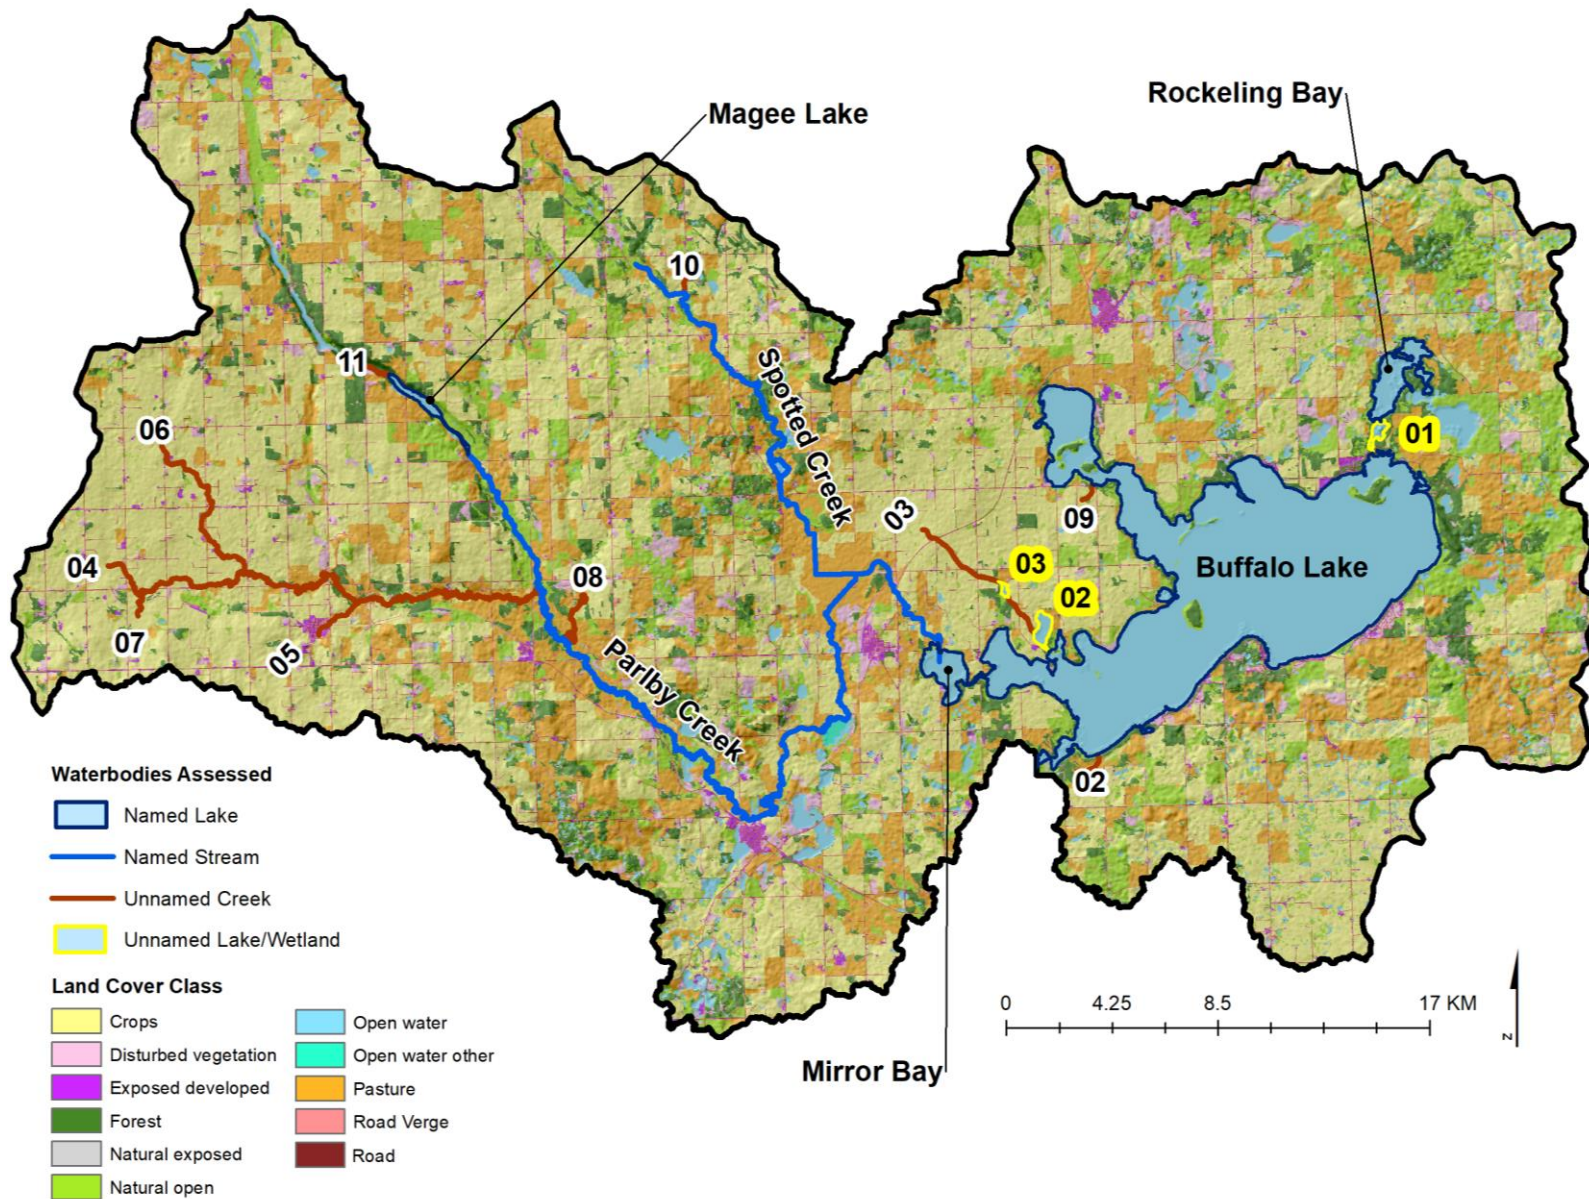 Rockeling Bay
Magee Lake
10
11
Spotted Creek
06
01
03
09
04
08
03
02
Buffalo Lake
07
05
Parlby Creek
02
Waterbodies Assessed
Named Lake
Named Stream
Unnamed Creek
Unnamed Lake/Wetland
Land Cover Class
Crops
Disturbed vegetation
Exposed developed
Forest
Natural exposed
Natural open
Open water
Open water other
Pasture
Road Verge
Road
0 4.25 8.5 17 KM
Mirror Bay
N